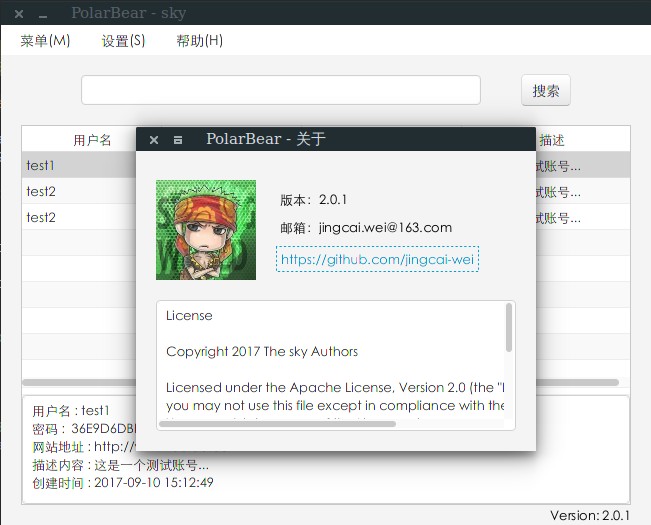 PolarBear - sky
菜单(M) 设置(S) 帮助(H)
搜索
用户名 描述
test1 试账号...
test2 试账号...
test2 试账号...
PolarBear - 关于
版本：2.0.1
邮箱：jingcai.wei@163.com
https://github.com/jingcai-wei
License
Copyright 2017 The sky Authors
Licensed under the Apache License, Version 2.0 (the "
you may not use this file except in compliance with the
用户名 : test1
密码 : 36E9D6DB
网站地址 : http://
描述内容 : 这是一个测试账号...
创建时间 : 2017-09-10 15:12:49
Version: 2.0.1